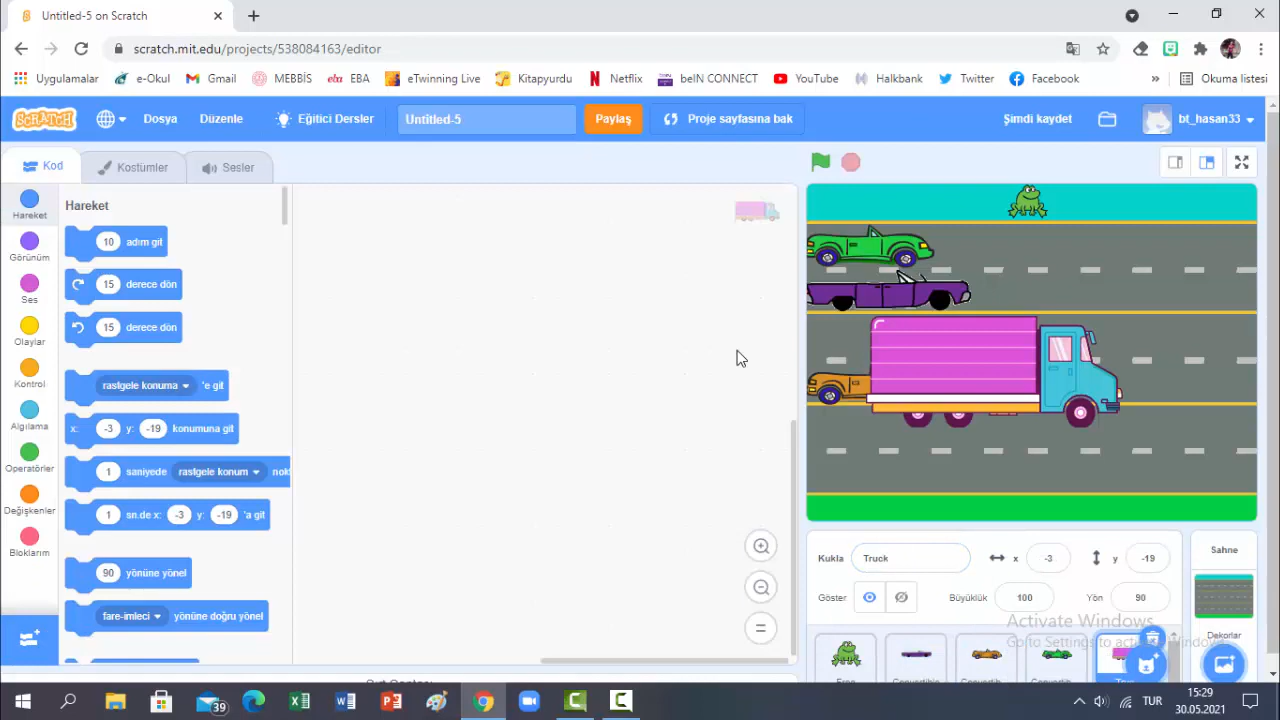 Untitled-5 on Scratch
scratch.mit.edu/projects/538084163/editor
Uygulamalar e-Okul Gmail MEBBİS EBA eTwinning Live Kitapyurdu Netflix beIN CONNECT YouTube Halkbank Twitter Facebook » Okuma listesi
SCRATCH Dosya Düzenle Eğitici Dersler Untitled-5 Paylaş Proje sayfasına bak Şimdi kaydet bt_hasan33
Kod Kostümler Sesler
Hareket
Görünüm
Ses
Olaylar
Kontrol
Algılama
Operatörler
Değişkenler
Bloklarım
Hareket
10 adım git
15 derece dön
15 derece dön
rastgele konuma 'e git
x: -3 y: -19 konumuna git
1 saniyede rastgele konum
1 sn.de x: -3 y: -19 'a git
90 yönüne yönel
fare-imleci yönüne doğru yönel
Kukla Truck x -3 y -19
Göster Büyüklük 100 Yön 90
Sahne
Dekorlar
Activate Windows
Go to Settings to activate Windows.
39
TUR
15:29
30.05.2021